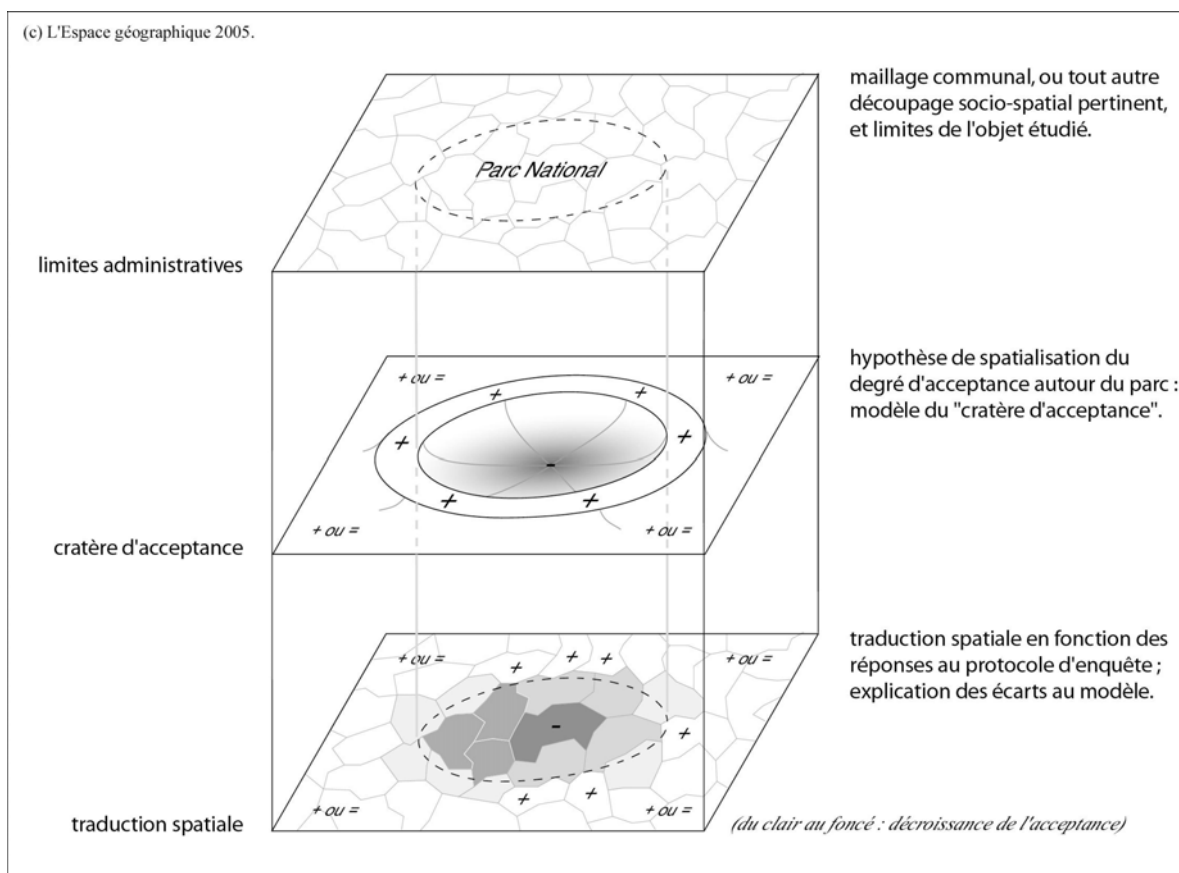 (c) L'Espace géographique 2005.
maillage communal, ou tout autre
découpage socio-spatial pertinent,
et limites de l'objet étudié.
Parc National
limites administratives
+ ou =
+ ou =
hypothèse de spatialisation du
degré d'acceptance autour du parc :
modèle du "cratère d'acceptance".
+ +
+ +
-
+ +
+ ou =
+ ou =
cratère d'acceptance
traduction spatiale en fonction des
réponses au protocole d'enquête ;
explication des écarts au modèle.
+ ou =
+ + +
+ ou =
-
+
+ +
+ ou =
+ ou =
traduction spatiale
(du clair au foncé : décroissance de l'acceptance)